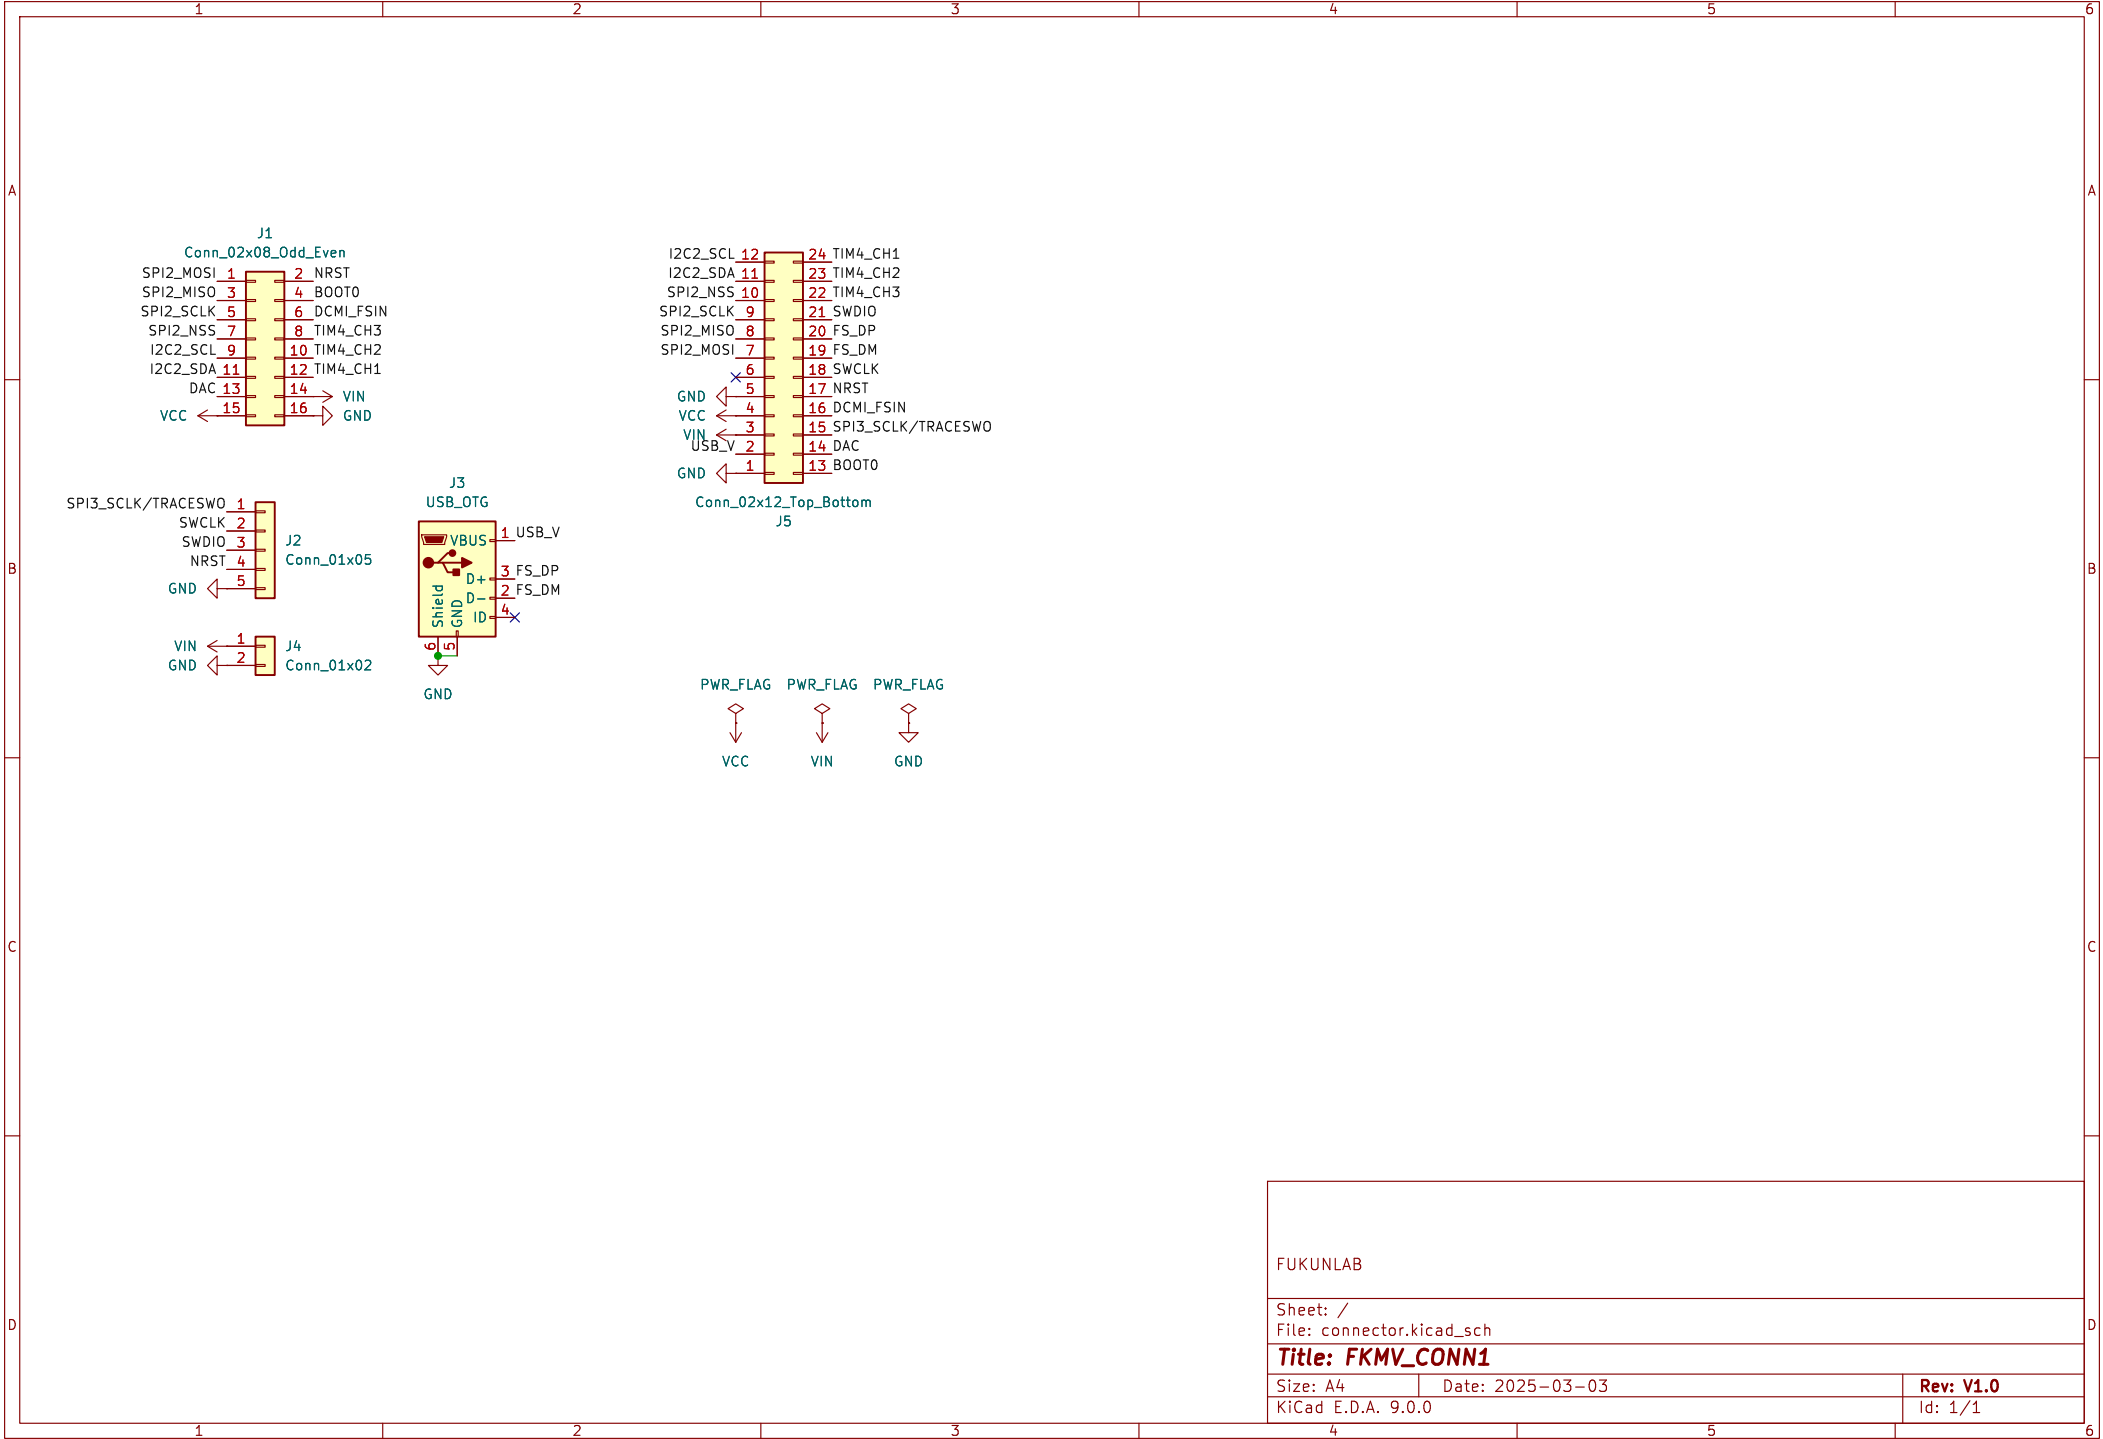 1 2 3 4 5 6
A A
J1
Conn_02x08_Odd_Even
SPI2_MOSI 1 2 NRST
SPI2_MISO 3 4 BOOT0
SPI2_SCLK 5 6 DCMI_FSIN
SPI2_NSS 7 8 TIM4_CH3
I2C2_SCL 9 10 TIM4_CH2
I2C2_SDA 11 12 TIM4_CH1
DAC 13 14 VIN
VCC 15 16 GND
I2C2_SCL 12 24 TIM4_CH1
I2C2_SDA 11 23 TIM4_CH2
SPI2_NSS 10 22 TIM4_CH3
SPI2_SCLK 9 21 SWDIO
SPI2_MISO 8 20 FS_DP
SPI2_MOSI 7 19 FS_DM
6 18 SWCLK
GND 5 17 NRST
VCC 4 16 DCMI_FSIN
VIN 3 15 SPI3_SCLK/TRACESWO
USB_V 2 14 DAC
GND 1 13 BOOT0
Conn_02x12_Top_Bottom
J5
SPI3_SCLK/TRACESWO 1
SWCLK 2
SWDIO 3
NRST 4
GND 5
J2
Conn_01x05
J3
USB_OTG
VBUS 1 USB_V
D+ 3 FS_DP
D- 2 FS_DM
ID 4
Shield 6
GND 5
GND
B B
VIN 1
GND 2
J4
Conn_01x02
PWR_FLAG PWR_FLAG PWR_FLAG
VCC VIN GND
C C
FUKUNLAB
Sheet: /
File: connector.kicad_sch
D D
Title: FKMV_CONN1
Size: A4 Date: 2025-03-03 Rev: V1.0
KiCad E.D.A. 9.0.0 Id: 1/1
1 2 3 4 5 6